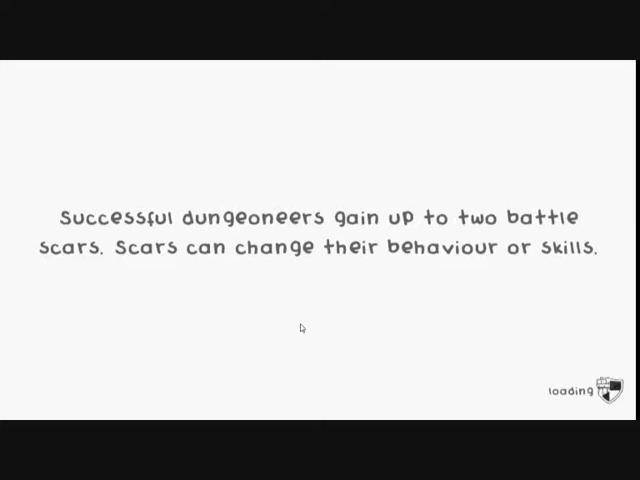 Successful dungeoneers gain up to two battle
scars. Scars can change their behaviour or skills.
loading